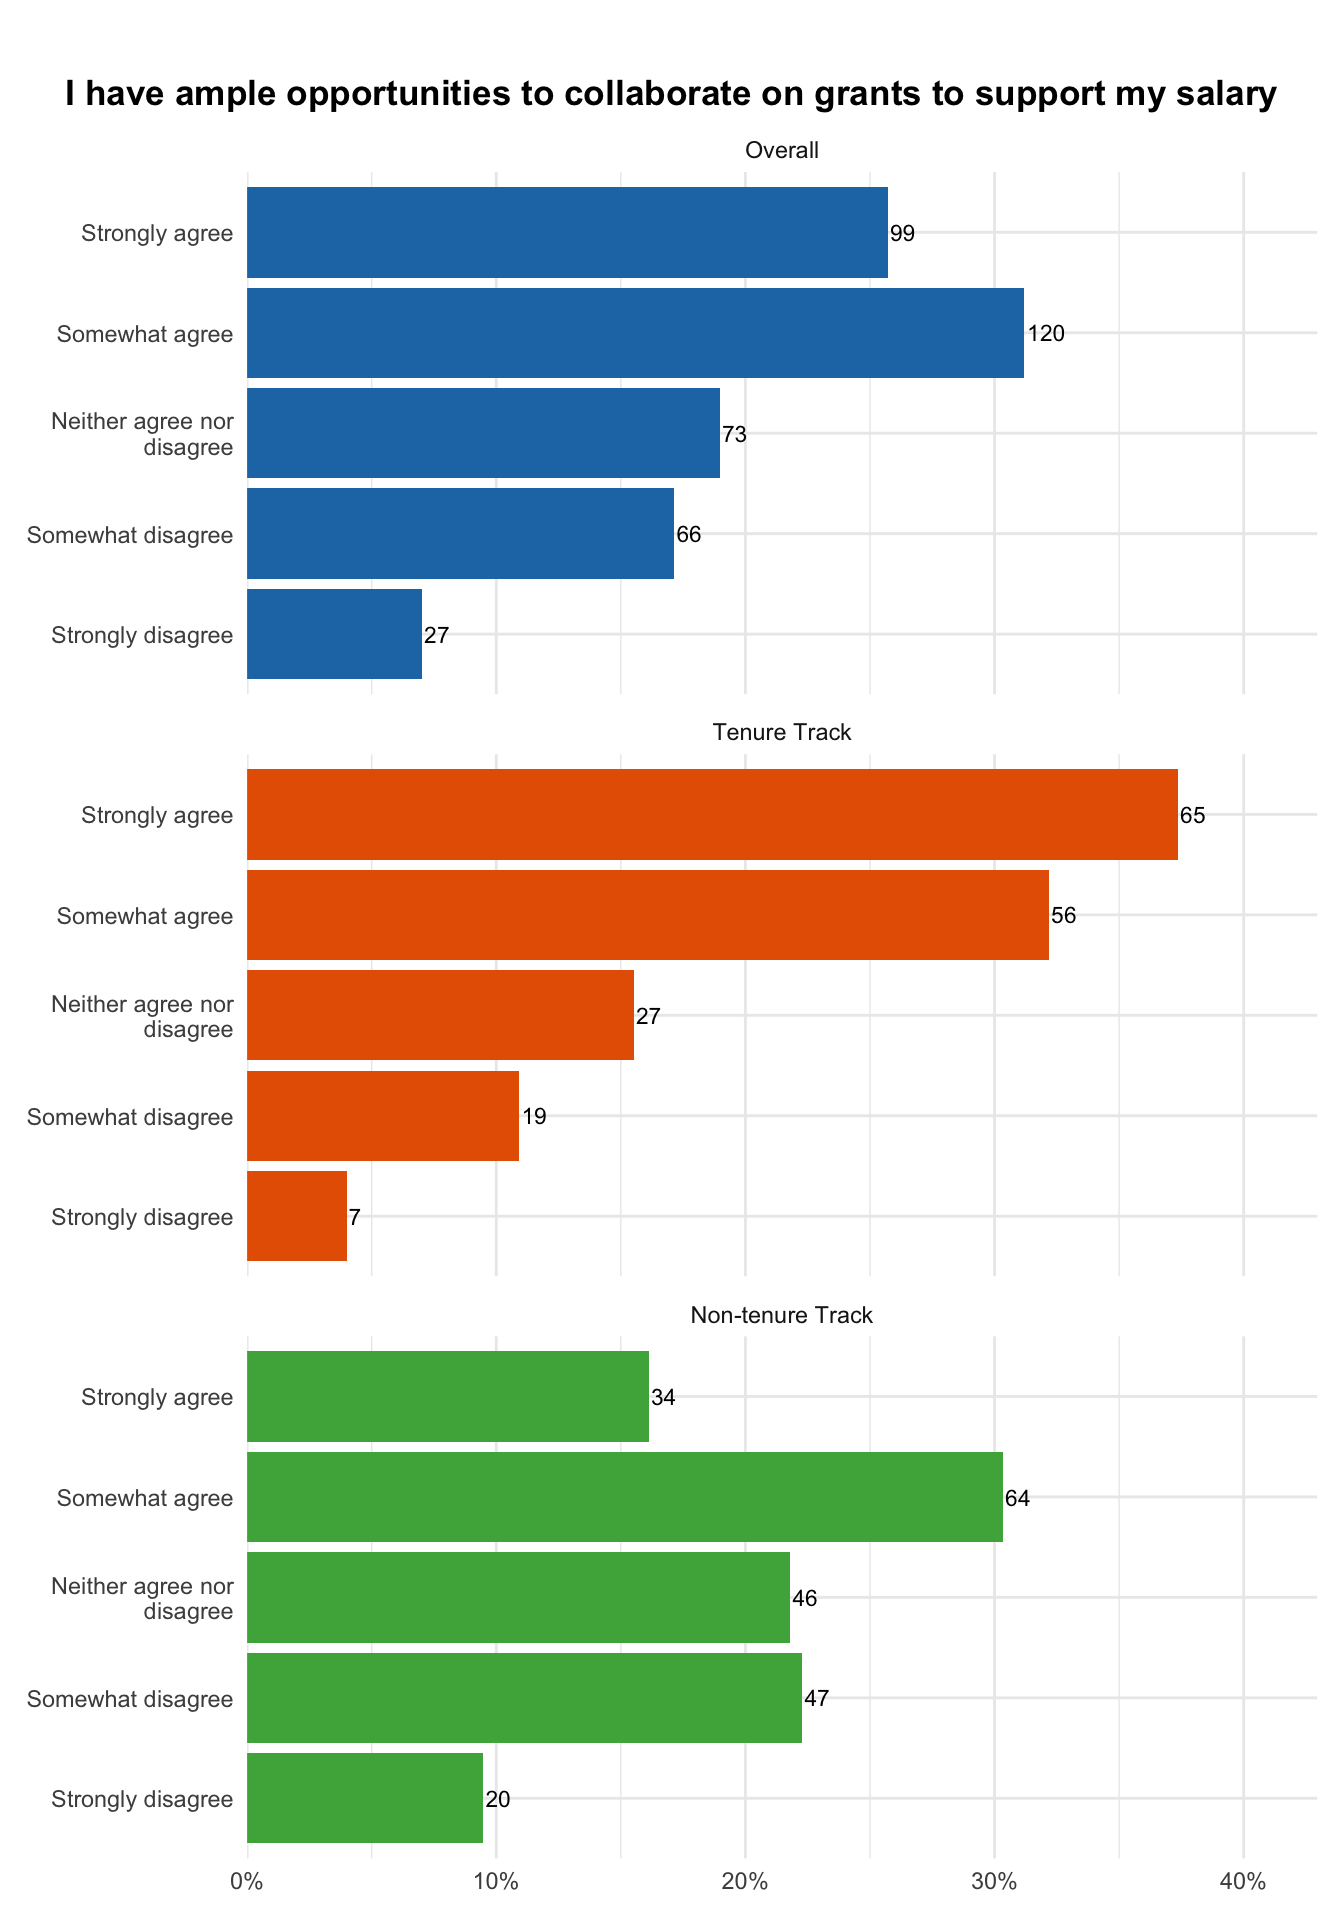 I have ample opportunities to collaborate on grants to support my salary
Overall
Strongly agree
99
Somewhat agree
120
Neither agree nor
disagree
73
Somewhat disagree
66
Strongly disagree
27
Tenure Track
Strongly agree
65
Somewhat agree
56
Neither agree nor
disagree
27
Somewhat disagree
19
Strongly disagree
7
Non-tenure Track
Strongly agree
34
Somewhat agree
64
Neither agree nor
disagree
46
Somewhat disagree
47
Strongly disagree
20
0% 10% 20% 30% 40%